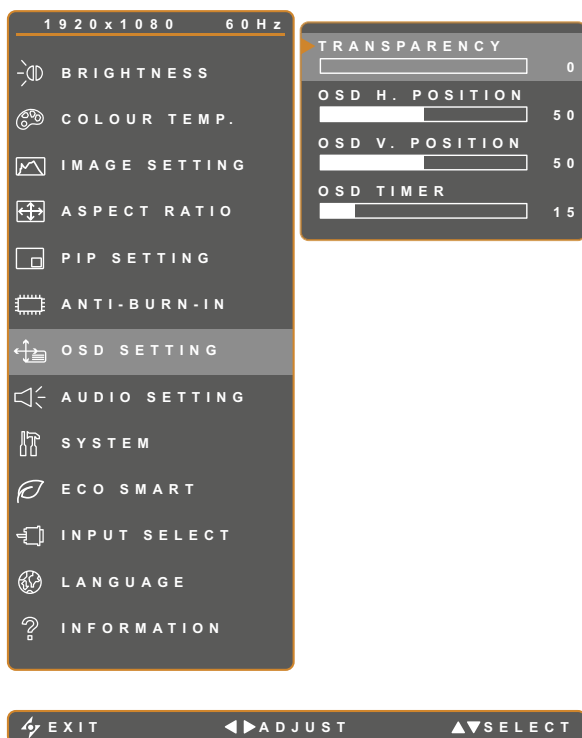 1920x1080 60Hz
BRIGHTNESS
COLOUR TEMP.
IMAGE SETTING
ASPECT RATIO
PIP SETTING
ANTI-BURN-IN
OSD SETTING
AUDIO SETTING
SYSTEM
ECO SMART
INPUT SELECT
LANGUAGE
INFORMATION
TRANSPARENCY
0
OSD H. POSITION
50
OSD V. POSITION
50
OSD TIMER
15
EXIT ADJUST SELECT